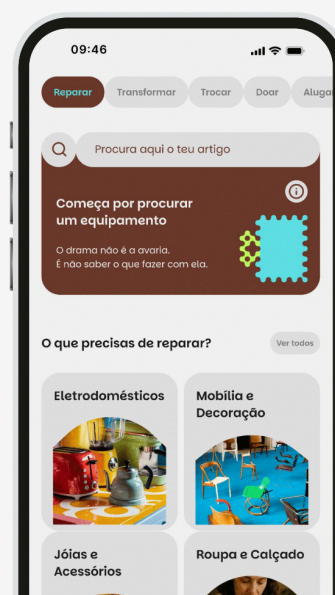 09:46
Reparar Transformar Trocar Doar
Procura aqui o teu artigo
Começa por procurar
um equipamento
O drama não é a avaria.
É não saber o que fazer com ela.
O que precisas de reparar? Ver todos
Eletrodomésticos
Mobília e
Decoração
Jóias e
Acessórios
Roupa e Calçado